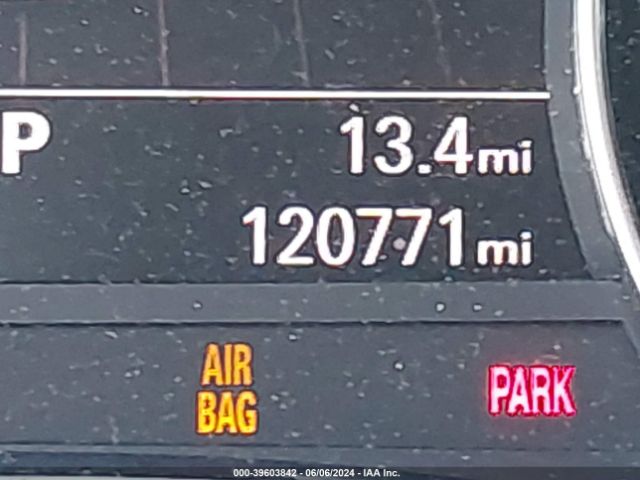 P 13.4mi
120771mi
AIR PARK
BAG
000-39603842 - 06/06/2024 - IAA Inc.